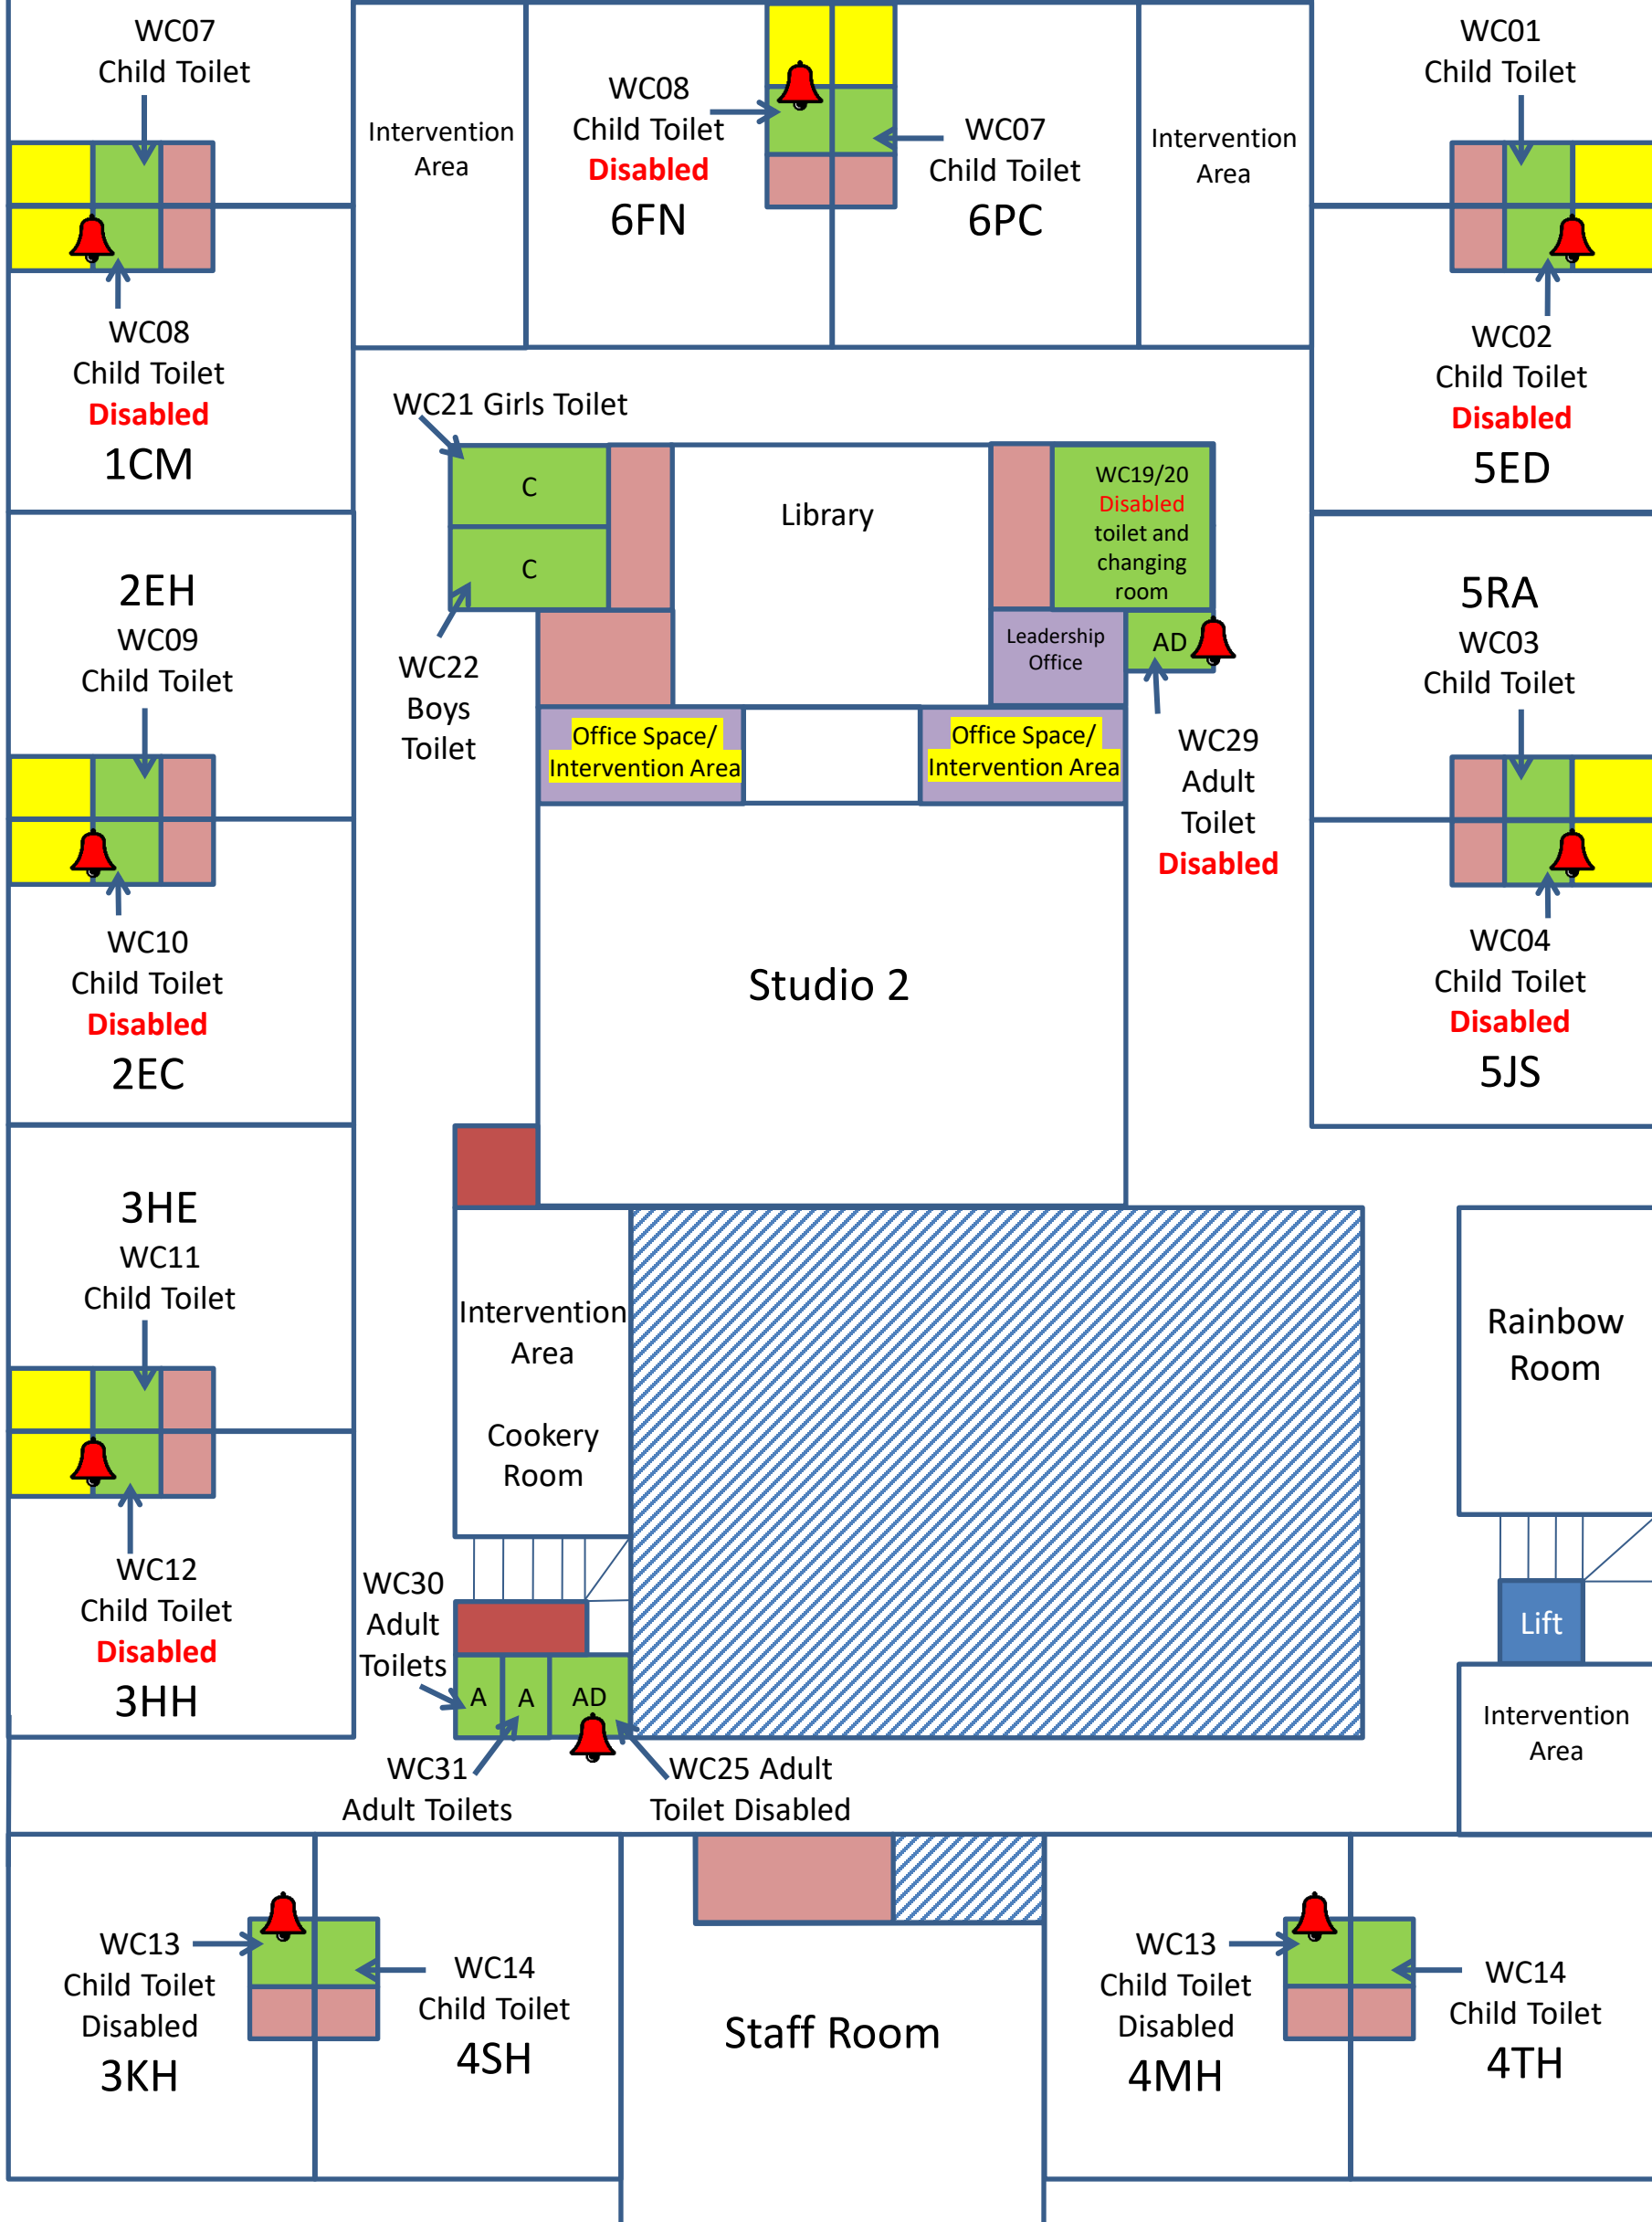 WC07
Child Toilet
WC08
Child Toilet
Disabled
1CM
Intervention
Area
WC08
Child Toilet
Disabled
6FN
WC07
Child Toilet
6PC
Intervention
Area
WC01
Child Toilet
WC02
Child Toilet
Disabled
5ED
WC21 Girls Toilet
C
C
WC22
Boys
Toilet
Library
WC19/20
Disabled
toilet and
changing
room
Leadership
Office
AD
Office Space/
Intervention Area
Office Space/
Intervention Area
WC29
Adult
Toilet
Disabled
2EH
WC09
Child Toilet
WC10
Child Toilet
Disabled
2EC
5RA
WC03
Child Toilet
WC04
Child Toilet
Disabled
5JS
Studio 2
3HE
WC11
Child Toilet
WC12
Child Toilet
Disabled
3HH
Intervention
Area
Cookery
Room
Rainbow
Room
Lift
Intervention
Area
WC30
Adult
Toilets
A
A
AD
WC31
Adult Toilets
WC25 Adult
Toilet Disabled
WC13
Child Toilet
Disabled
3KH
WC14
Child Toilet
4SH
Staff Room
WC13
Child Toilet
Disabled
4MH
WC14
Child Toilet
4TH